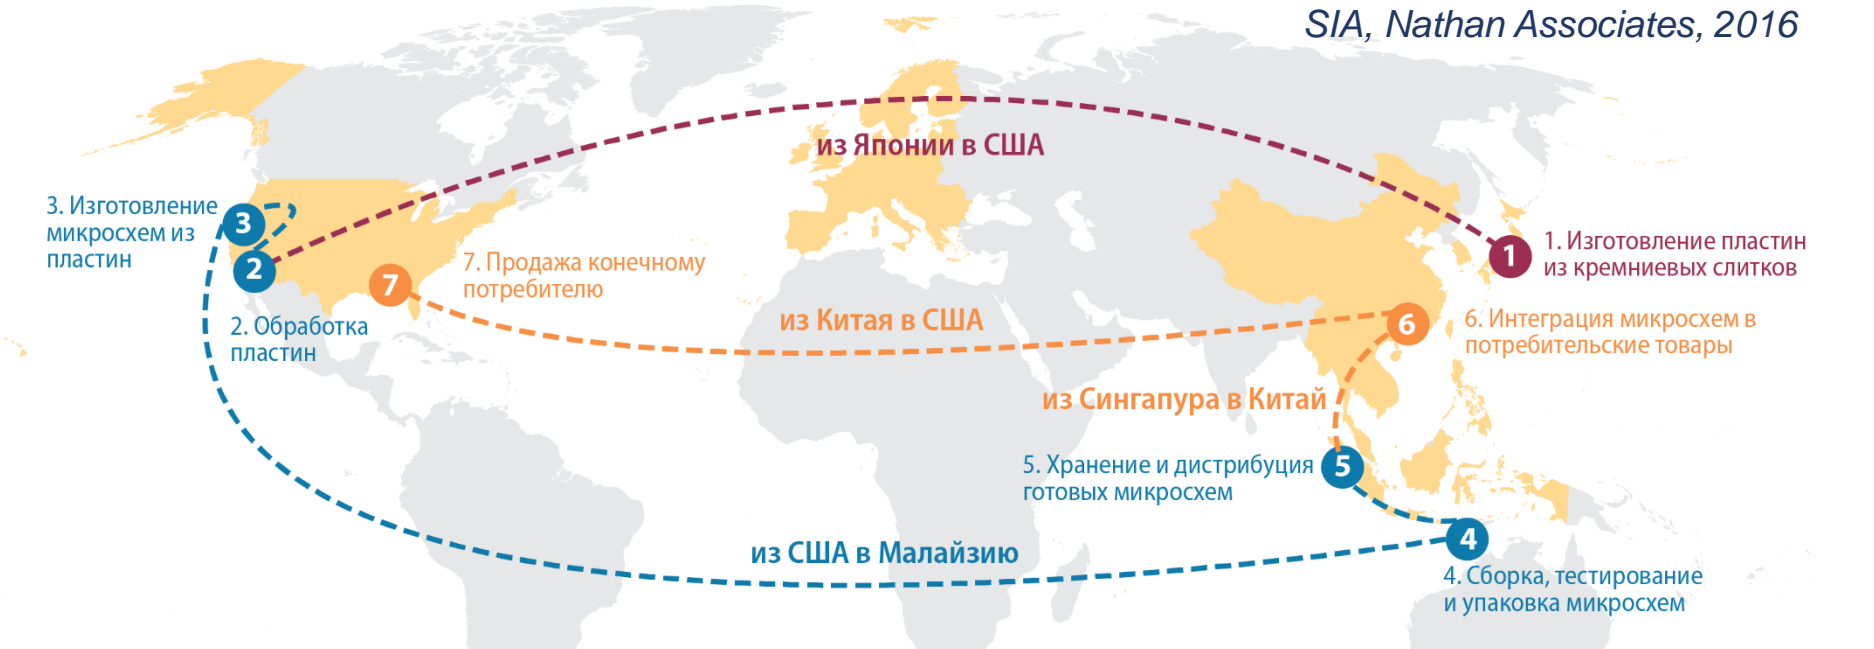 SIA, Nathan Associates, 2016
из Японии в США
3. Изготовление
микросхем из
пластин
3
2
1
1. Изготовление пластин
из кремниевых слитков
7. Продажа конечному
потребителю
7
2. Обработка
пластин
из Китая в США
6
6. Интеграция микросхем в
потребительские товары
из Сингапура в Китай
5. Хранение и дистрибуция
готовых микросхем
5
из США в Малайзию
4
4. Сборка, тестирование
и упаковка микросхем